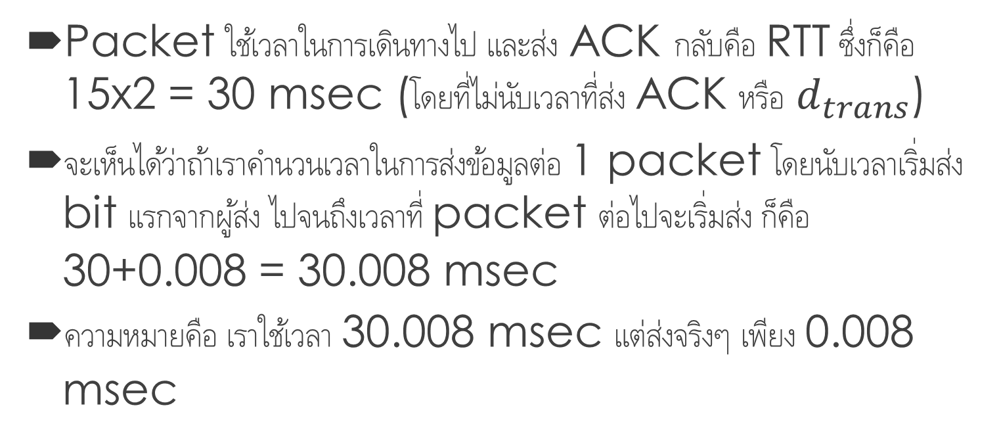 Packet ใช้เวลาในการเดินทางไป และส่ง ACK กลับคือ RTT ซึ่งก็คือ
15x2 = 30 msec (โดยที่ไม่นับเวลาที่ส่ง ACK หรือ d_trans)
จะเห็นได้ว่าถ้าเราคำนวนเวลาในการส่งข้อมูลต่อ 1 packet โดยนับเวลาเริ่มส่ง
bit แรกจากผู้ส่ง ไปจนถึงเวลาที่ packet ต่อไปจะเริ่มส่ง ก็คือ
30+0.008 = 30.008 msec
ความหมายคือ เราใช้เวลา 30.008 msec แต่ส่งจริงๆ เพียง 0.008
msec